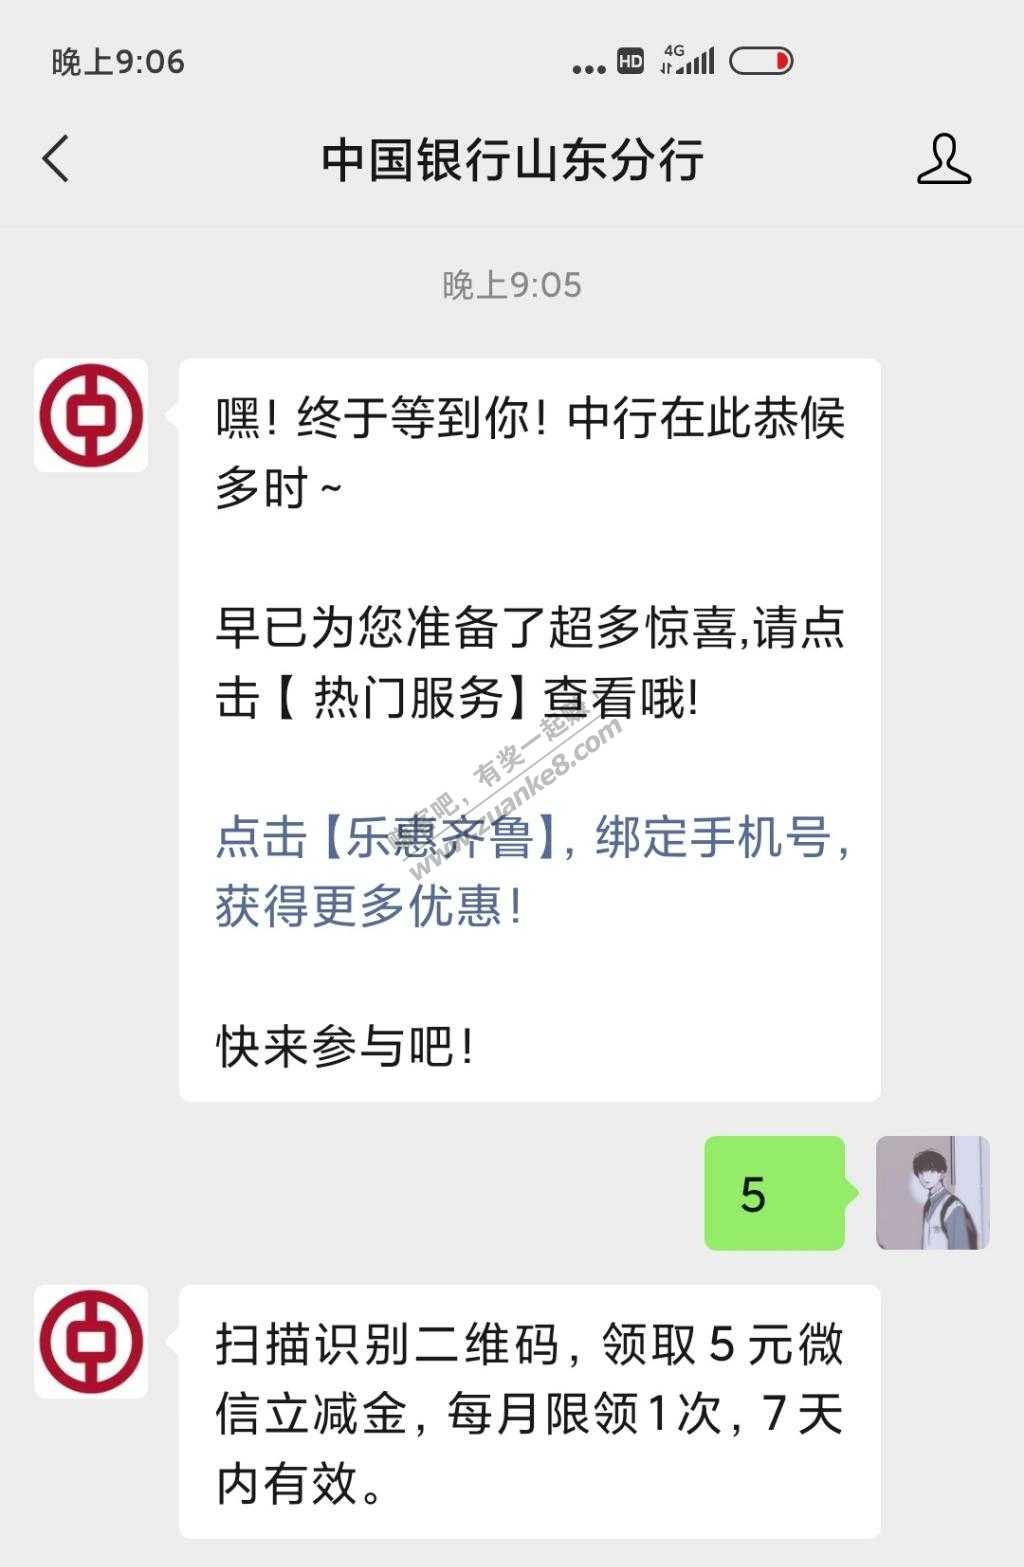 晚上9:06
HD 4G
中国银行山东分行
晚上9:05
嘿！终于等到你！中行在此恭候
多时~
早已为您准备了超多惊喜,请点
击【 热门服务】查看哦!
点击【乐惠齐鲁】，绑定手机号，
获得更多优惠！
快来参与吧！
赚客吧，有奖一起赚！
www.zuanke8.com
5
扫描识别二维码，领取 5 元微
信立减金，每月限领1次，7 天
内有效。